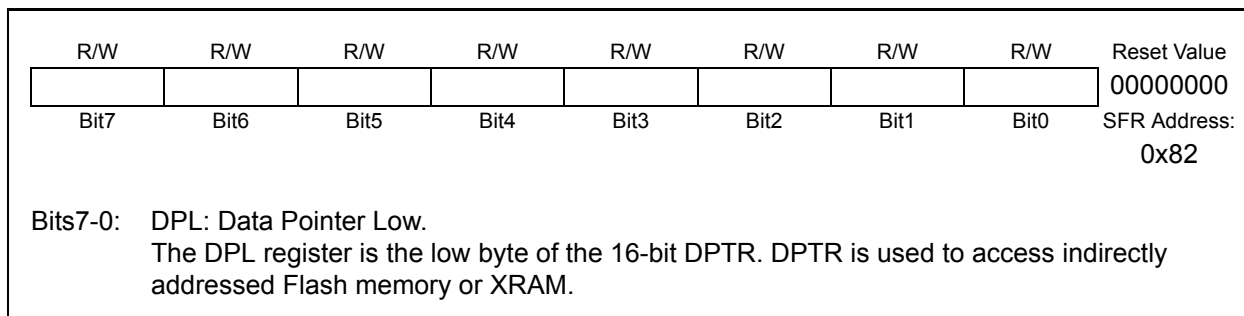 R/W R/W R/W R/W R/W R/W R/W R/W Reset Value
00000000
Bit7 Bit6 Bit5 Bit4 Bit3 Bit2 Bit1 Bit0 SFR Address:
0x82
Bits7-0: DPL: Data Pointer Low.
The DPL register is the low byte of the 16-bit DPTR. DPTR is used to access indirectly
addressed Flash memory or XRAM.